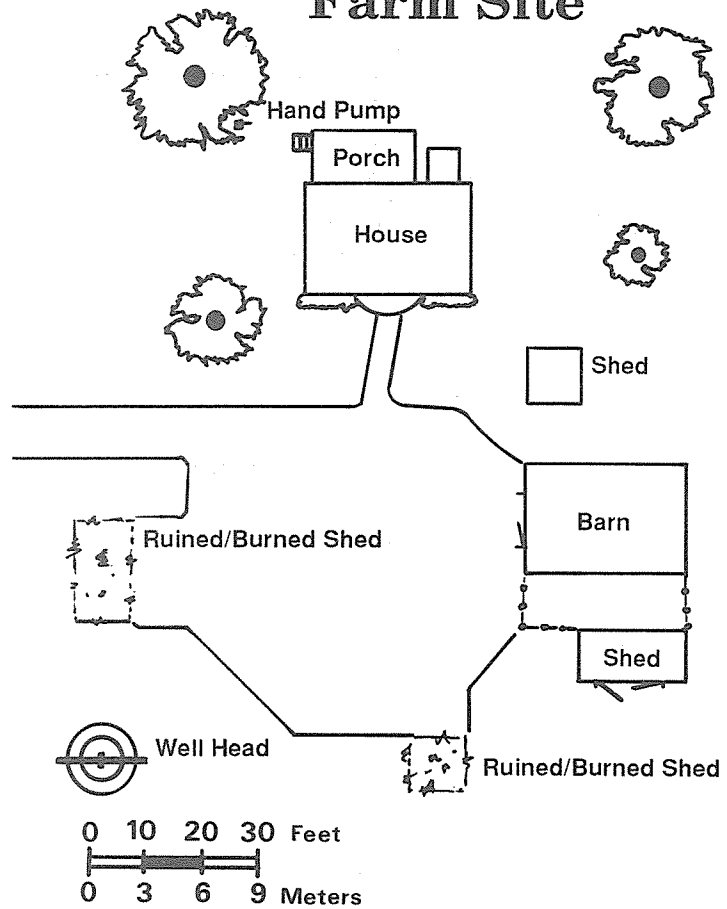 Farm Site
Hand Pump
Porch
House
Shed
Barn
Ruined/Burned Shed
Shed
Well Head
Ruined/Burned Shed
0 10 20 30 Feet
0 3 6 9 Meters